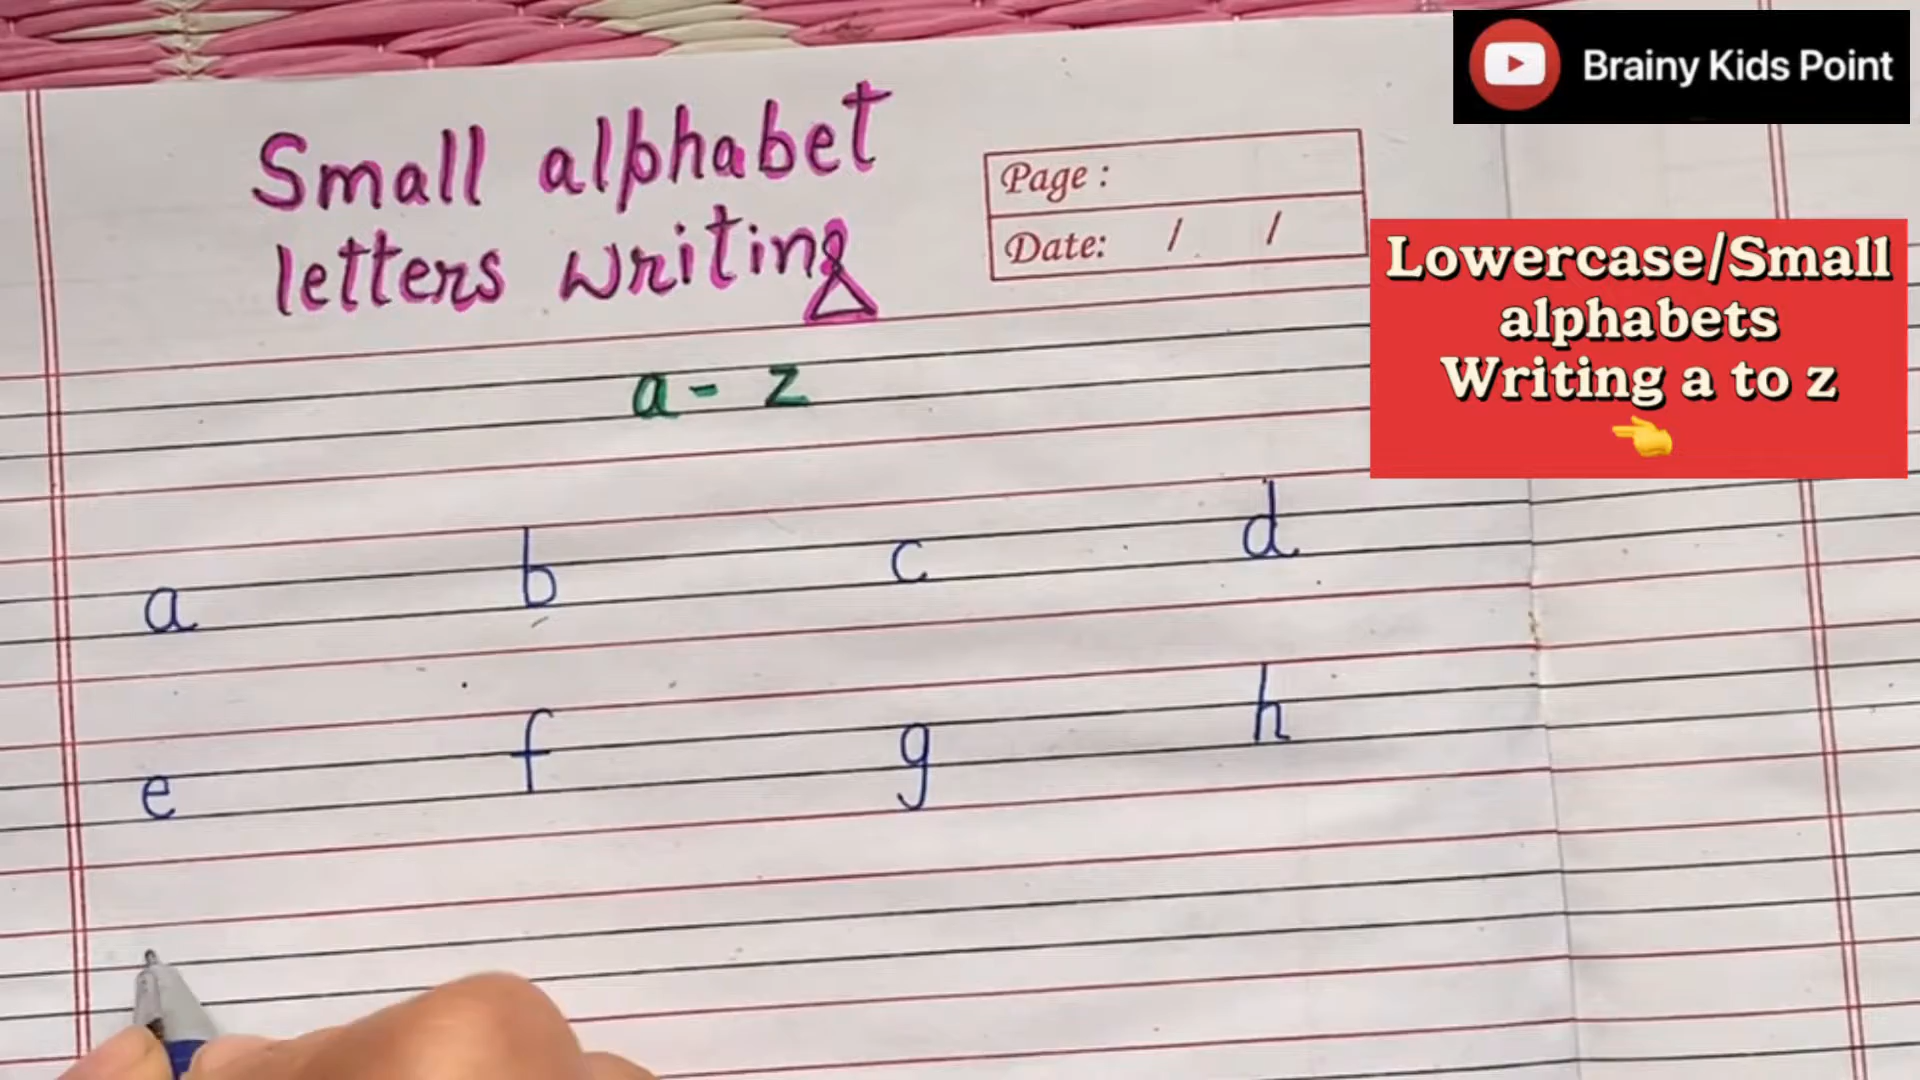 Brainy Kids Point
Small alphabet
letters writing
Page :
Date: / /
Lowercase/Small
alphabets
Writing a to z
a - z
a b c d
e f g h